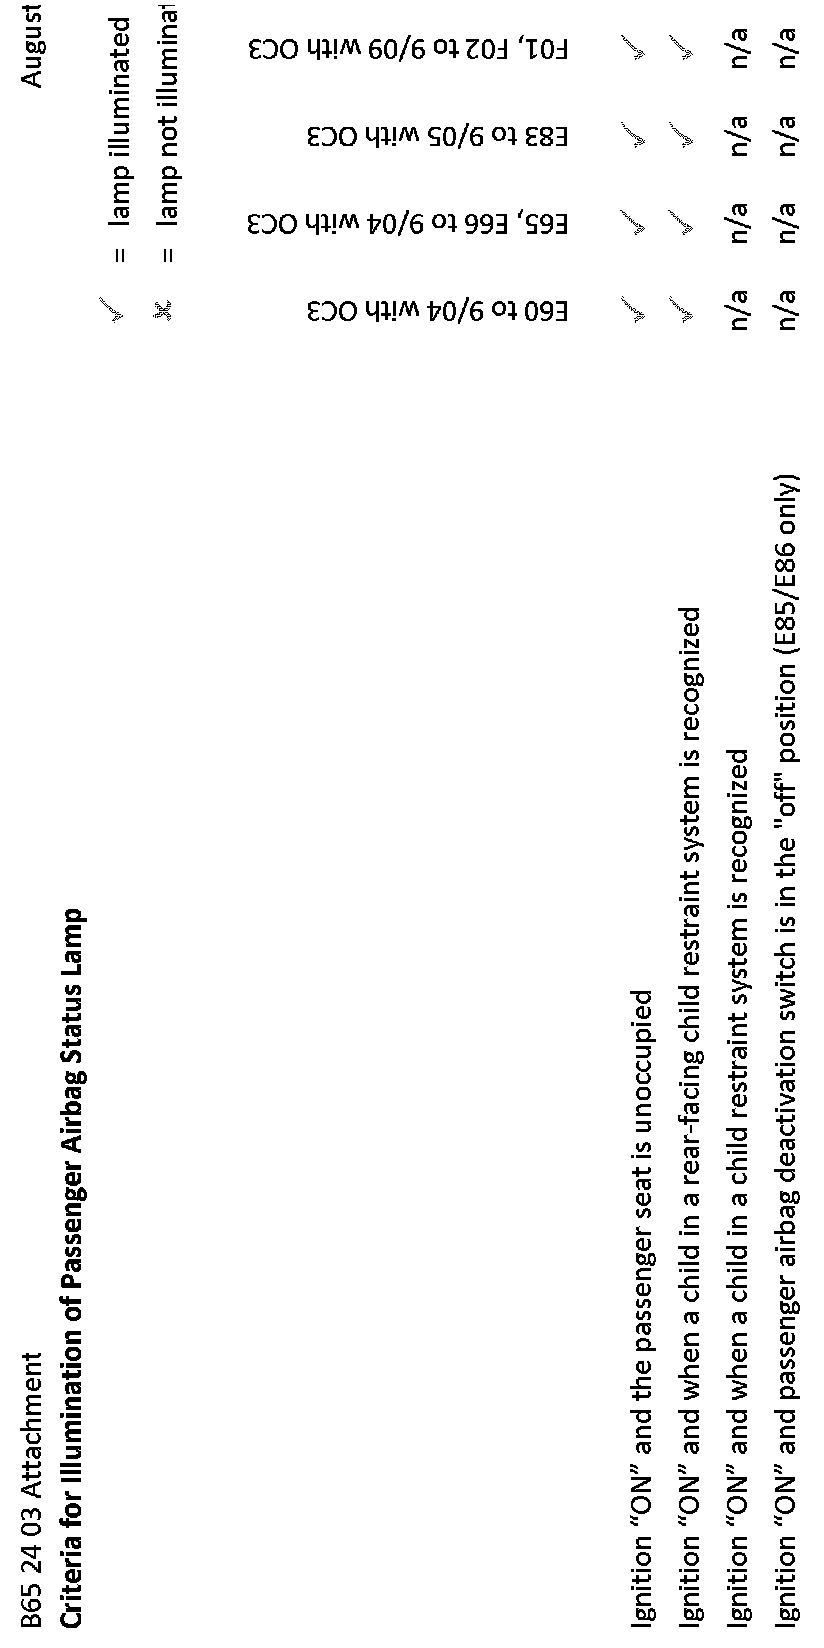 B65 24 03 Attachment August
Criteria for Illumination of Passenger Airbag Status Lamp
✓ = lamp illuminated
✗ = lamp not illumina
E60 to 9/04 with OC3
E65, E66 to 9/04 with OC3
E83 to 9/05 with OC3
F01, F02 to 9/09 with OC3
Ignition “ON” and the passenger seat is unoccupied ✓ ✓ ✓ ✓
Ignition “ON” and when a child in a rear-facing child restraint system is recognized ✓ ✓ ✓ ✓
Ignition “ON” and when a child in a child restraint system is recognized n/a n/a n/a n/a
Ignition “ON” and passenger airbag deactivation switch is in the "off" position (E85/E86 only) n/a n/a n/a n/a